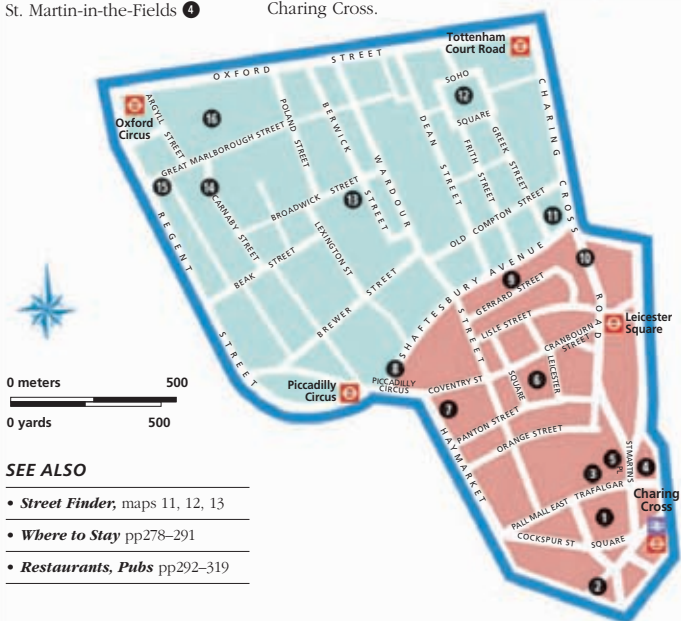 St. Martin-in-the-Fields 4
Charing Cross.
Tottenham
Court Road
OXFORD STREET
SOHO
12
SQUARE
CHARING CROSS ROAD
Oxford
Circus
ARGYLL STREET
16
POLAND STREET
BERWICK STREET
WARDOUR STREET
DEAN STREET
FRITH STREET
GREEK STREET
GREAT MARLBOROUGH STREET
15
14
CARNABY STREET
BROADWICK STREET
13
OLD COMPTON STREET
11
REGENT STREET
BEAK STREET
LEXINGTON ST
BREWER STREET
SHAFTESBURY AVENUE
9
10
GERRARD STREET
LISLE STREET
CRANBOURN
STREET
Leicester
Square
8
PICCADILLY
CIRCUS
Piccadilly
Circus
COVENTRY ST
LEICESTER
SQUARE
6
7
PANTON STREET
ORANGE STREET
HAYMARKET
ST MARTIN'S PL
5
4
3
Charing
Cross
PALL MALL EAST
TRAFALGAR
SQUARE
1
COCKSPUR ST
2
0 meters 500
0 yards 500
SEE ALSO
• Street Finder, maps 11, 12, 13
• Where to Stay pp278–291
• Restaurants, Pubs pp292–319